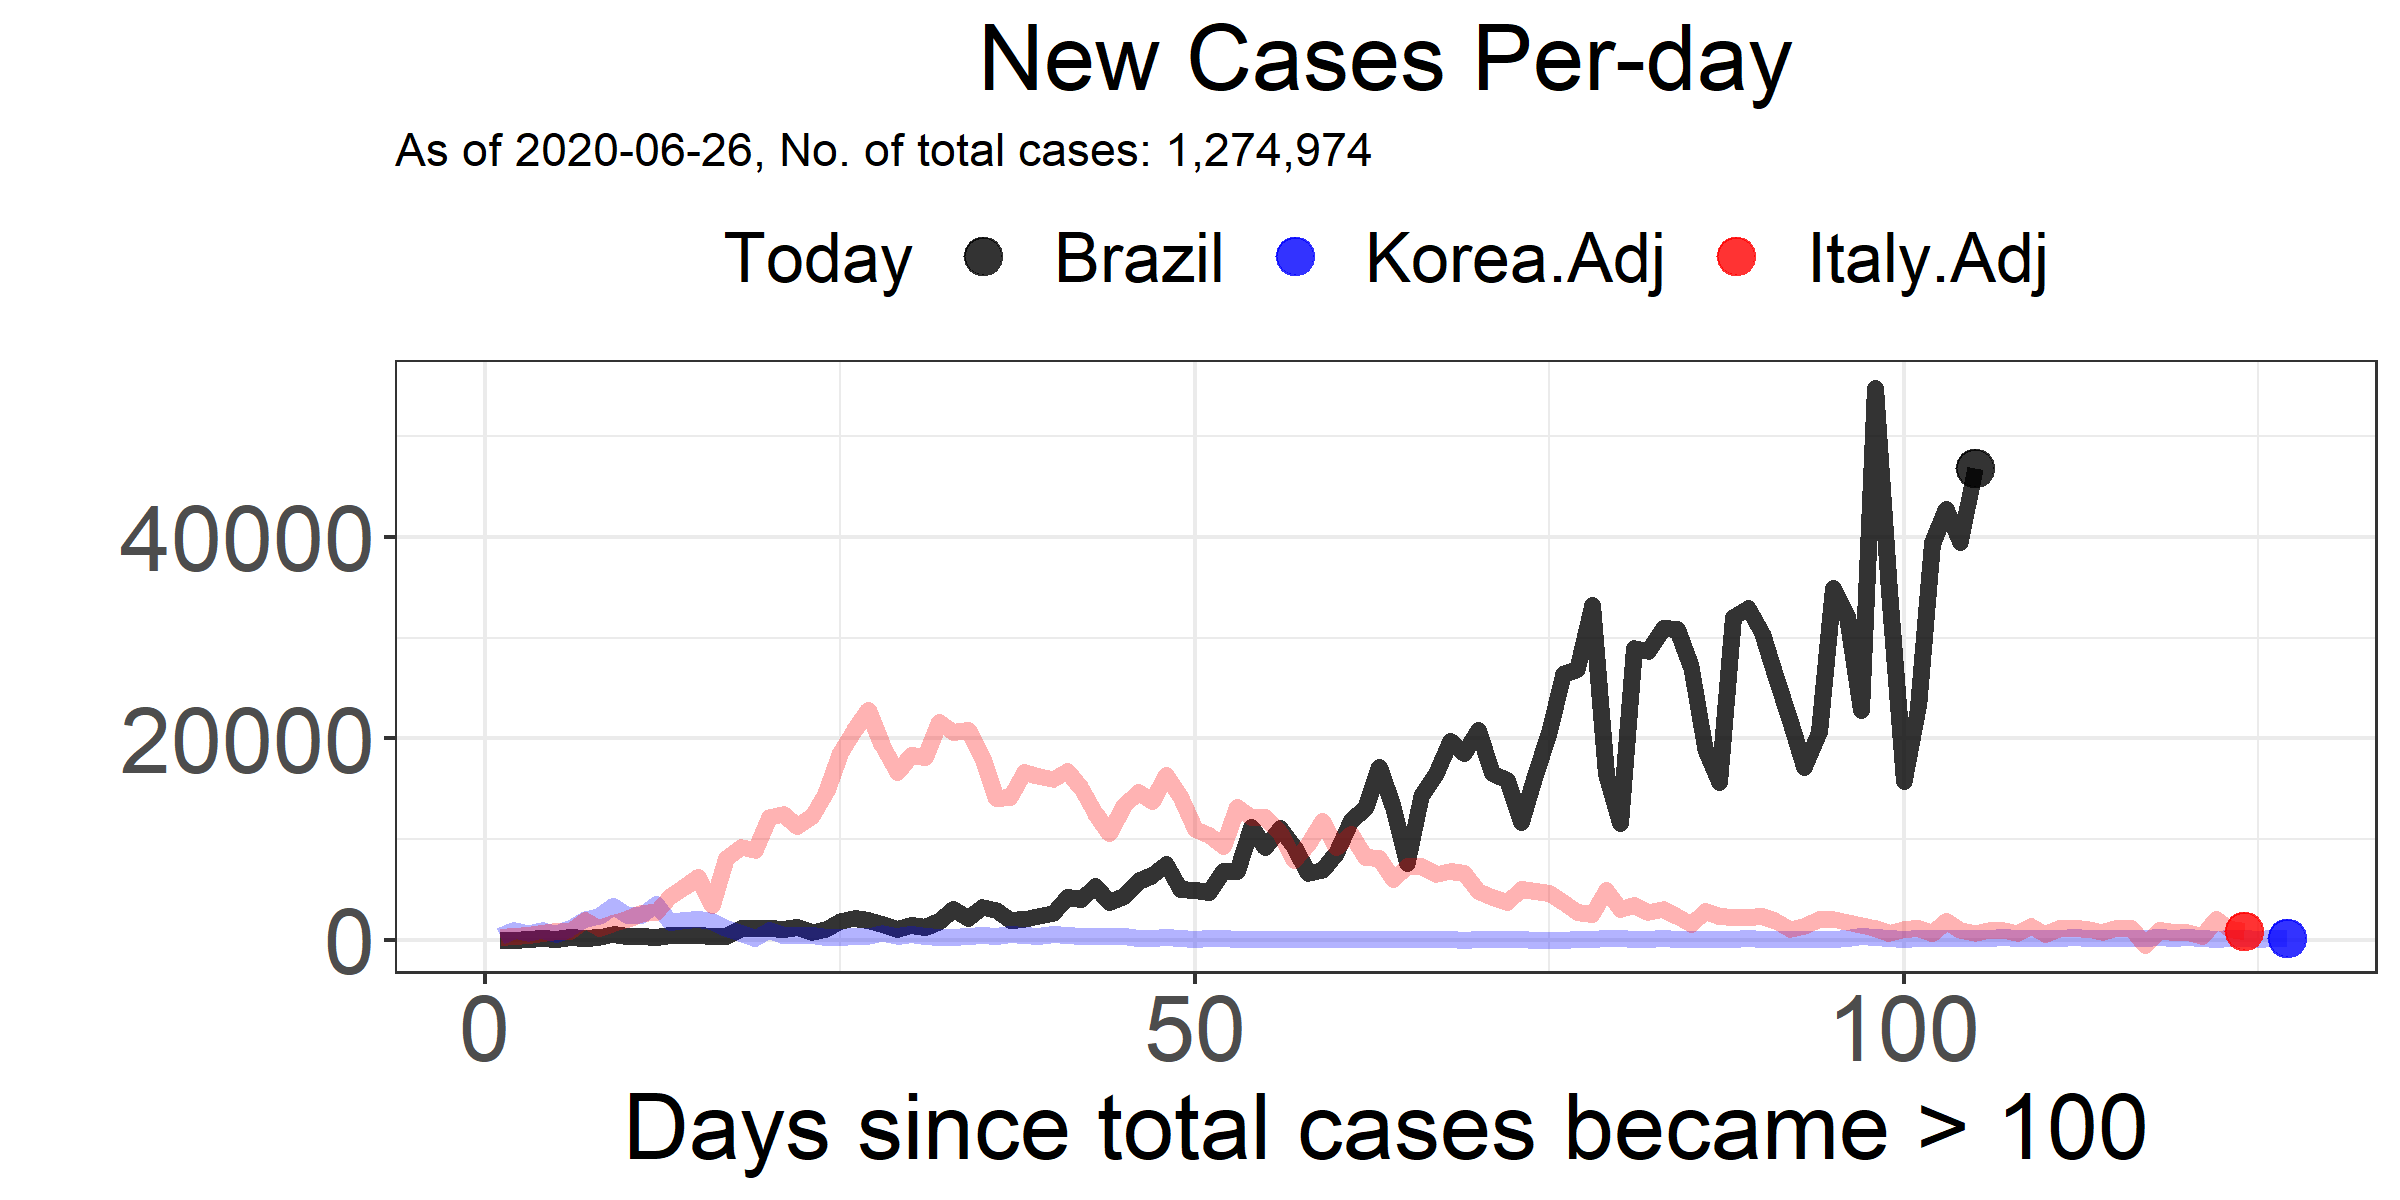 New Cases Per-day
As of 2020-06-26, No. of total cases: 1,274,974
Today Brazil Korea.Adj Italy.Adj
40000
20000
0
0 50 100
Days since total cases became > 100